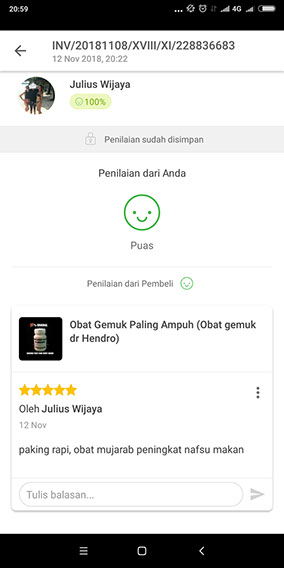 20:59
4G
INV/20181108/XVIII/XI/228836683
12 Nov 2018, 20:22
Julius Wijaya
100%
Penilaian sudah disimpan
Penilaian dari Anda
Puas
Penilaian dari Pembeli
Obat Gemuk Paling Ampuh (Obat gemuk
dr Hendro)
Oleh Julius Wijaya
12 Nov
paking rapi, obat mujarab peningkat nafsu makan
Tulis balasan...